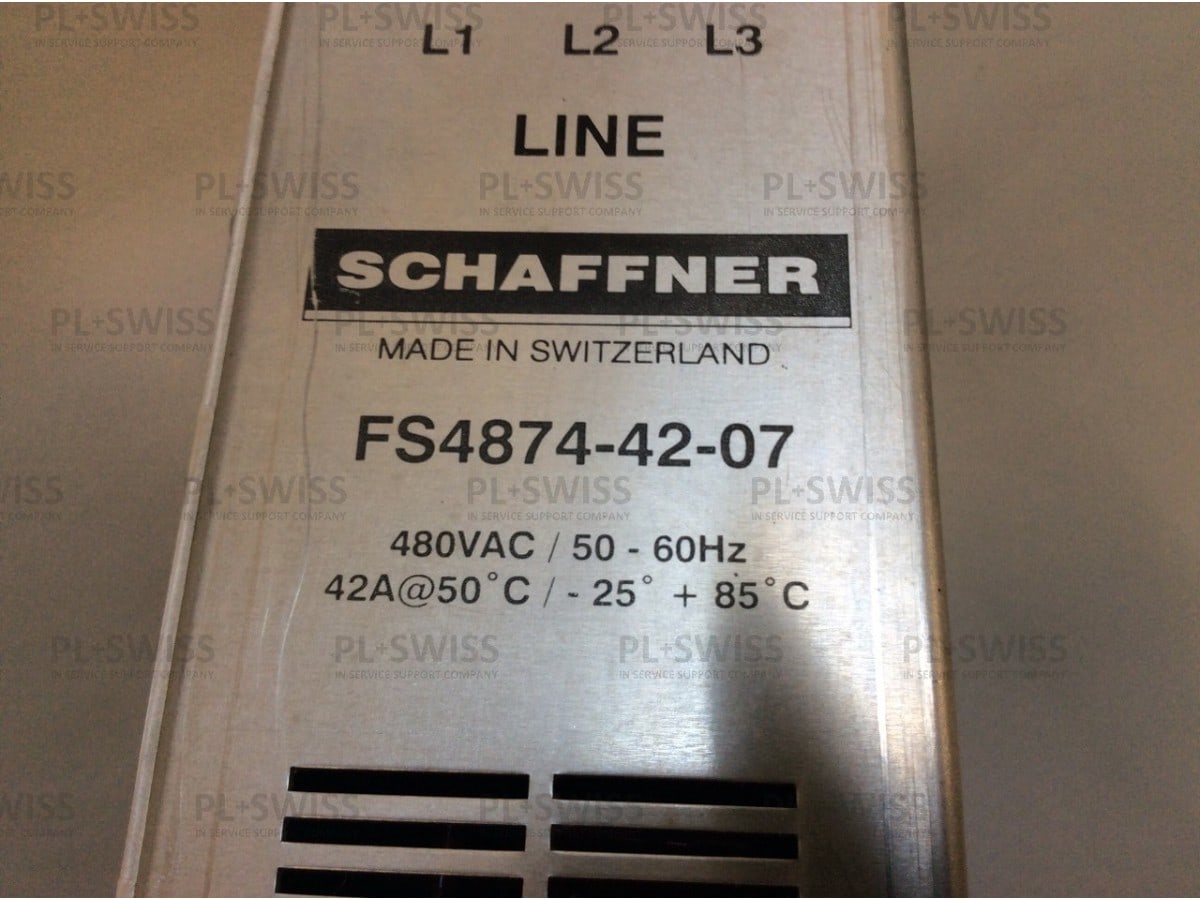 L1 L2 L3
LINE
SCHAFFNER
MADE IN SWITZERLAND
FS4874-42-07
480VAC / 50 - 60Hz
42A@50°C / - 25° + 85°C
PL+SWISS
IN SERVICE SUPPORT COMPANY